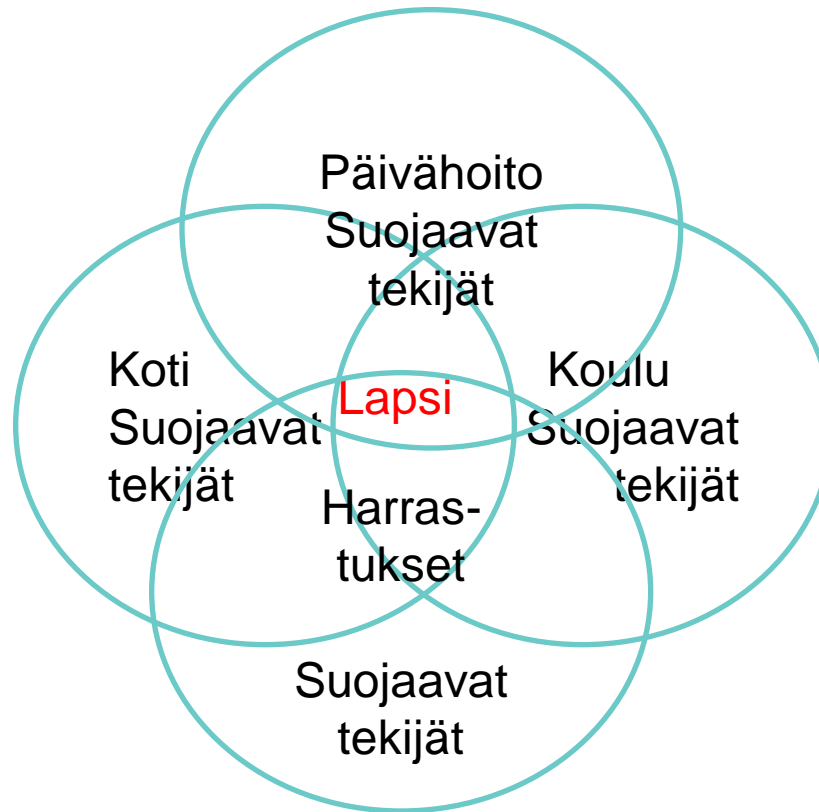 Päivähoito
Suojaavat
tekijät
Koti
Suojaavat
tekijät
Lapsi
Koulu
Suojaavat
tekijät
Harras-
tukset
Suojaavat
tekijät